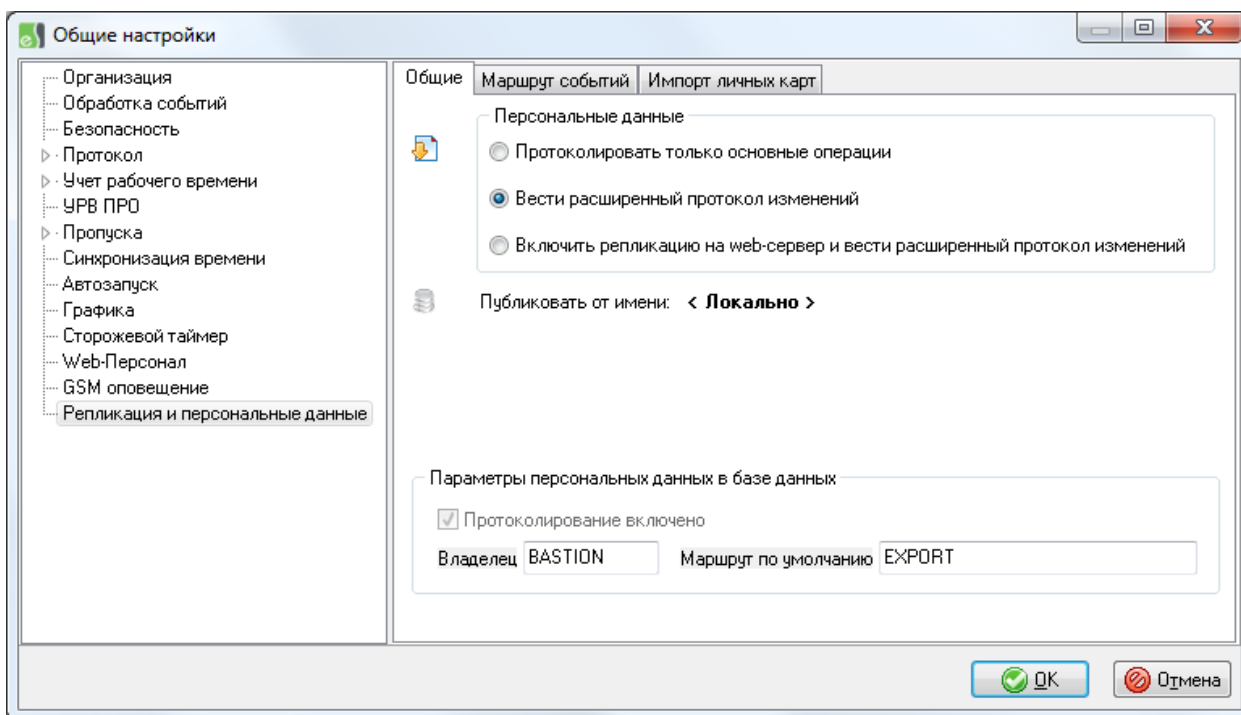 Общие настройки
Организация
Обработка событий
Безопасность
Протокол
Учет рабочего времени
УРВ ПРО
Пропуска
Синхронизация времени
Автозапуск
Графика
Сторожевой таймер
Web-Персонал
GSM оповещение
Репликация и персональные данные
Общие Маршрут событий Импорт личных карт
Персональные данные
Протоколировать только основные операции
Вести расширенный протокол изменений
Включить репликацию на web-сервер и вести расширенный протокол изменений
Публиковать от имени: < Локально >
Параметры персональных данных в базе данных
Протоколирование включено
Владелец BASTION Маршрут по умолчанию EXPORT
OK Отмена